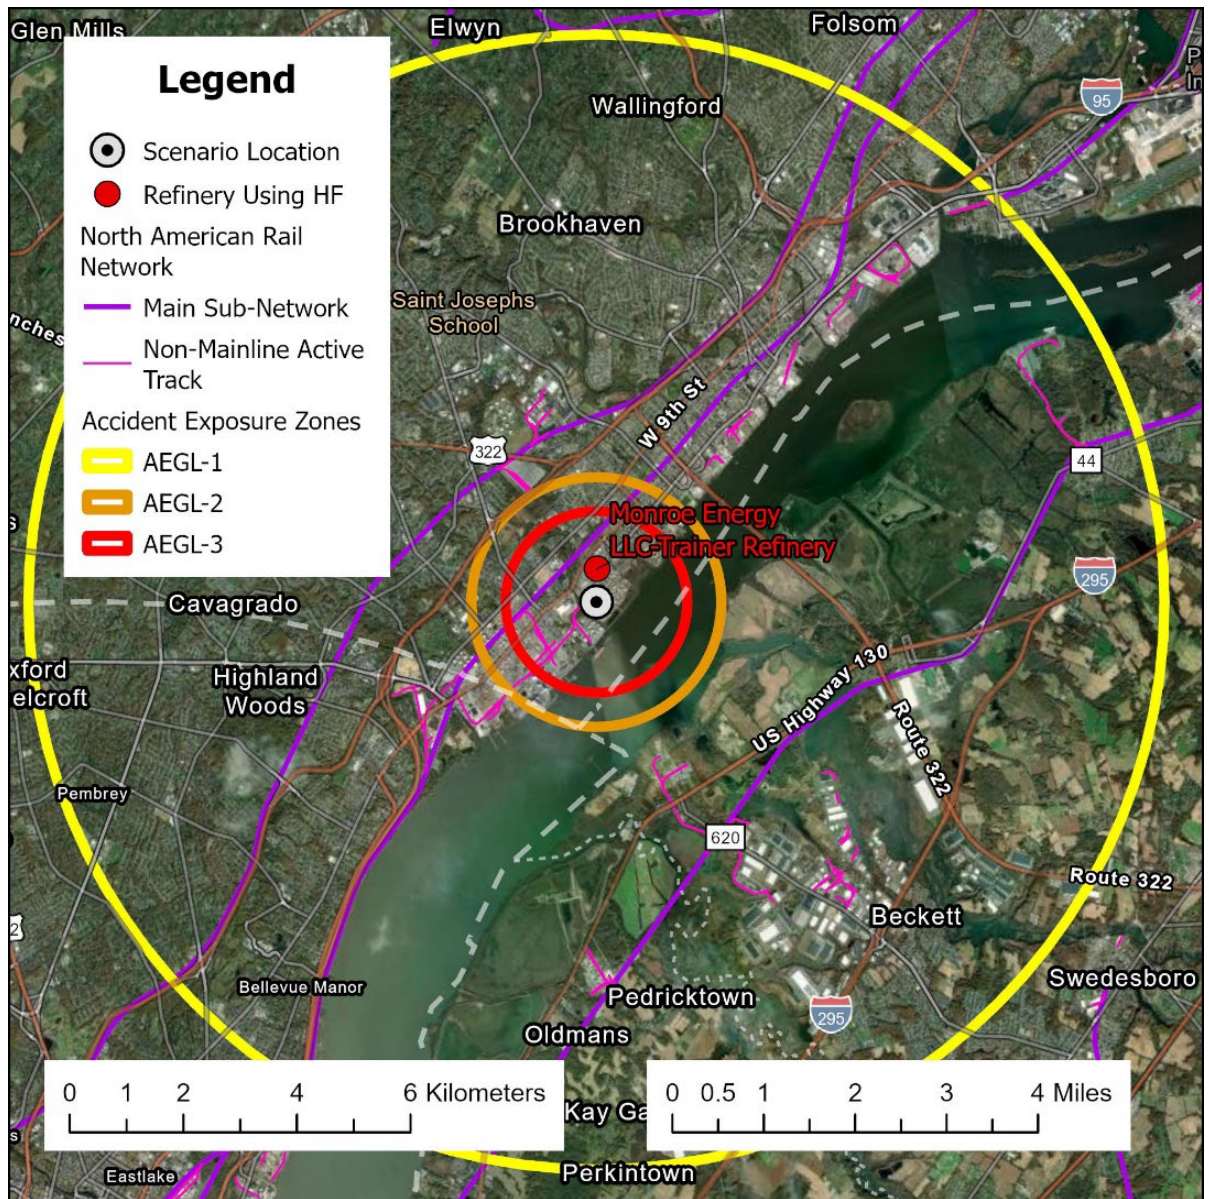 Glen Mills
Elwyn
Folsom
Legend
Scenario Location
Refinery Using HF
North American Rail
Network
Main Sub-Network
Non-Mainline Active
Track
Accident Exposure Zones
AEGL-1
AEGL-2
AEGL-3
95
Wallingford
Brookhaven
Saint Josephs
School
W 9th St
322
44
Monroe Energy
LLC-Trainer Refinery
295
Cavagrado
Highland
Woods
US Highway 130
Route 322
Pembrey
620
Route 322
Beckett
Bellevue Manor
Pedricktown
Swedesboro
295
Oldmans
0 1 2 4 6 Kilometers
0 0.5 1 2 3 4 Miles
Kay Ga
Eastlake
Perkintown